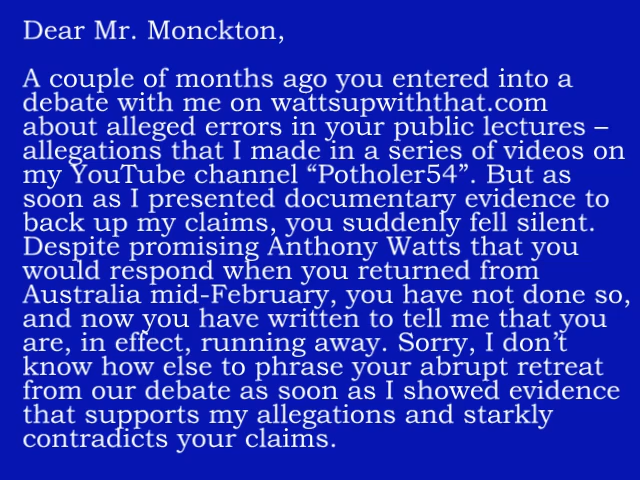 Dear Mr. Monckton,
A couple of months ago you entered into a
debate with me on wattsupwiththat.com
about alleged errors in your public lectures –
allegations that I made in a series of videos on
my YouTube channel “Potholer54”. But as
soon as I presented documentary evidence to
back up my claims, you suddenly fell silent.
Despite promising Anthony Watts that you
would respond when you returned from
Australia mid-February, you have not done so,
and now you have written to tell me that you
are, in effect, running away. Sorry, I don’t
know how else to phrase your abrupt retreat
from our debate as soon as I showed evidence
that supports my allegations and starkly
contradicts your claims.